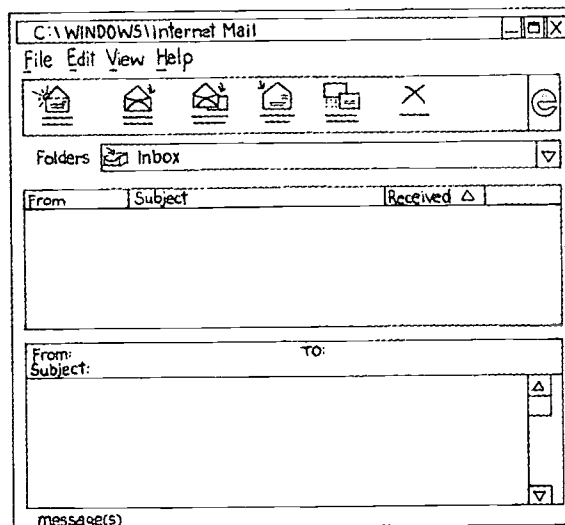 C:\WINDOWS\Internet Mail
File Edit View Help
Folders Inbox
From Subject Received
From: TO:
Subject:
message(s)